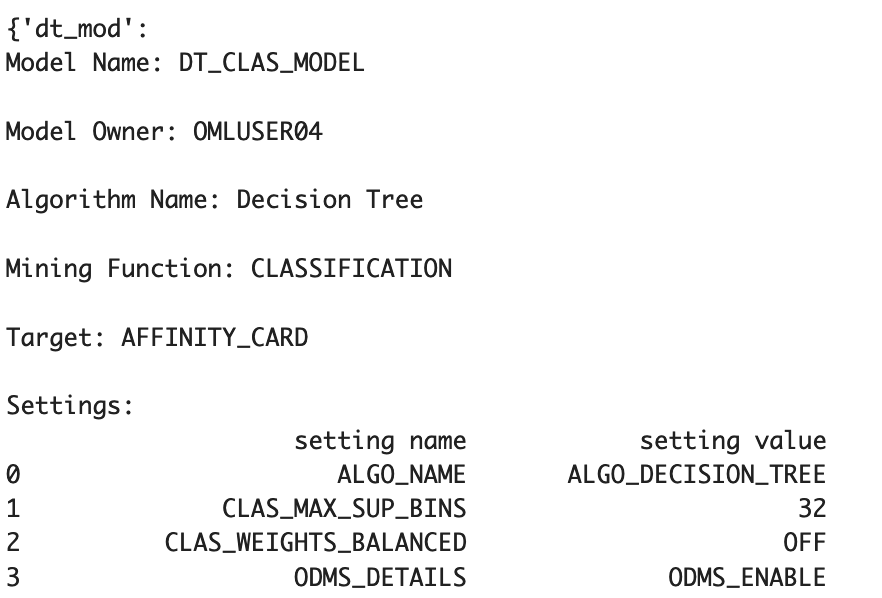 {'dt_mod':
Model Name: DT_CLAS_MODEL
Model Owner: OMLUSER04
Algorithm Name: Decision Tree
Mining Function: CLASSIFICATION
Target: AFFINITY_CARD
Settings:
setting name setting value
0 ALGO_NAME ALGO_DECISION_TREE
1 CLAS_MAX_SUP_BINS 32
2 CLAS_WEIGHTS_BALANCED OFF
3 ODMS_DETAILS ODMS_ENABLE